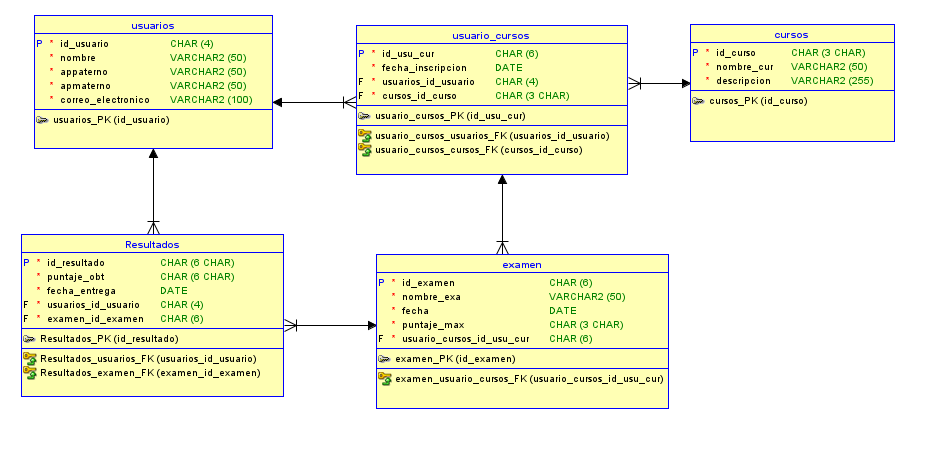 usuarios
P * id_usuario CHAR (4)
* nombre VARCHAR2 (50)
* appaterno VARCHAR2 (50)
* apmaterno VARCHAR2 (50)
* correo_electronico VARCHAR2 (100)
usuarios_PK (id_usuario)
usuario_cursos
P * id_usu_cur CHAR (6)
* fecha_inscripcion DATE
F * usuarios_id_usuario CHAR (4)
F * cursos_id_curso CHAR (3 CHAR)
usuario_cursos_PK (id_usu_cur)
usuario_cursos_usuarios_FK (usuarios_id_usuario)
usuario_cursos_cursos_FK (cursos_id_curso)
cursos
P * id_curso CHAR (3 CHAR)
* nombre_cur VARCHAR2 (50)
* descripcion VARCHAR2 (255)
cursos_PK (id_curso)
Resultados
P * id_resultado CHAR (6 CHAR)
* puntaje_obt CHAR (6 CHAR)
* fecha_entrega DATE
F * usuarios_id_usuario CHAR (4)
F * examen_id_examen CHAR (6)
Resultados_PK (id_resultado)
Resultados_usuarios_FK (usuarios_id_usuario)
Resultados_examen_FK (examen_id_examen)
examen
P * id_examen CHAR (6)
* nombre_exa VARCHAR2 (50)
* fecha DATE
* puntaje_max CHAR (3 CHAR)
F * usuario_cursos_id_usu_cur CHAR (6)
examen_PK (id_examen)
examen_usuario_cursos_FK (usuario_cursos_id_usu_cur)